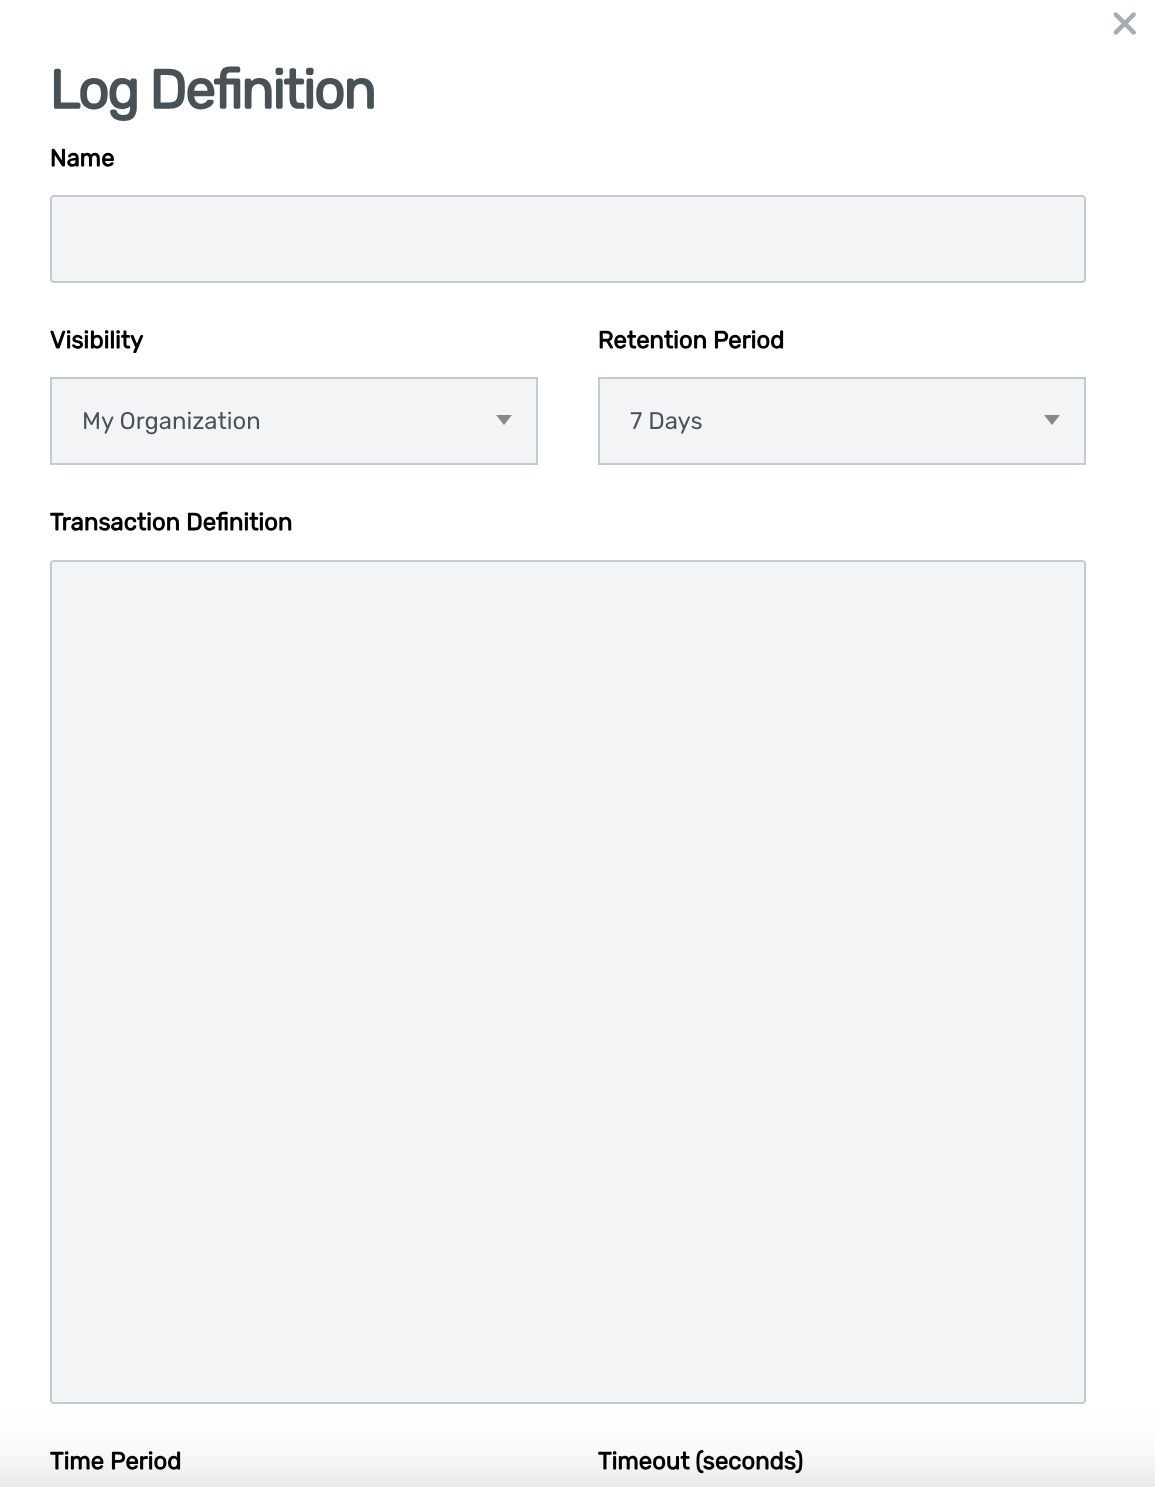 Log Definition
Name
Visibility
Retention Period
My Organization
7 Days
Transaction Definition
Time Period
Timeout (seconds)